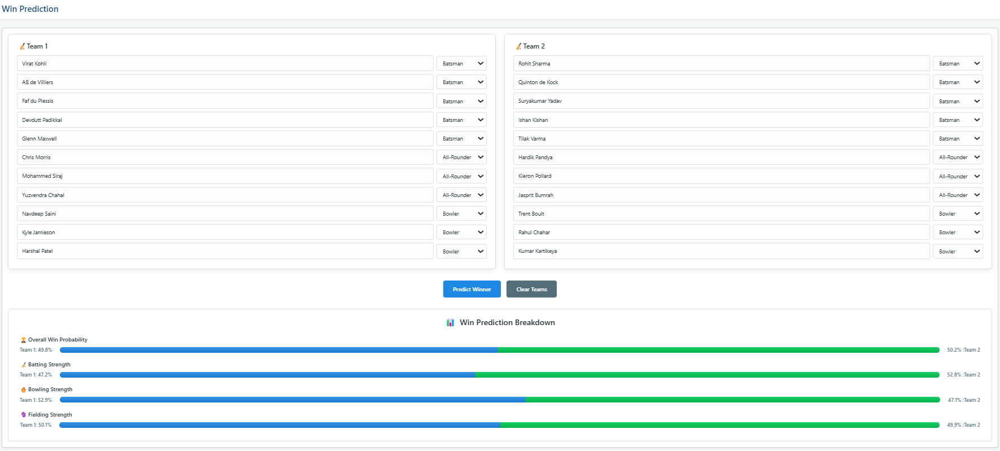 Win Prediction
Team 1
Virat Kohli Batsman
AB de Villiers Batsman
Faf du Plessis Batsman
Devdutt Padikkal Batsman
Glenn Maxwell Batsman
Chris Morris All-Rounder
Mohammed Siraj All-Rounder
Yuzvendra Chahal All-Rounder
Navdeep Saini Bowler
Kyle Jamieson Bowler
Harshal Patel Bowler
Team 2
Rohit Sharma Batsman
Quinton de Kock Batsman
Suryakumar Yadav Batsman
Ishan Kishan Batsman
Tilak Varma Batsman
Hardik Pandya All-Rounder
Kieron Pollard All-Rounder
Jasprit Bumrah All-Rounder
Trent Boult Bowler
Rahul Chahar Bowler
Kumar Kartikeya Bowler
Predict Winner Clear Teams
Win Prediction Breakdown
Overall Win Probability
Team 1: 49.8% 50.2% :Team 2
Batting Strength
Team 1: 47.2% 52.8% :Team 2
Bowling Strength
Team 1: 52.9% 47.1% :Team 2
Fielding Strength
Team 1: 50.1% 49.9% :Team 2